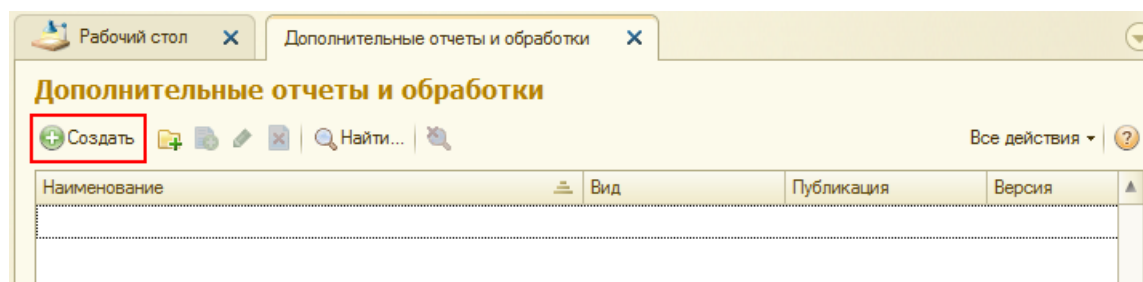 Рабочий стол Дополнительные отчеты и обработки
Дополнительные отчеты и обработки
Создать Найти... Все действия
Наименование Вид Публикация Версия